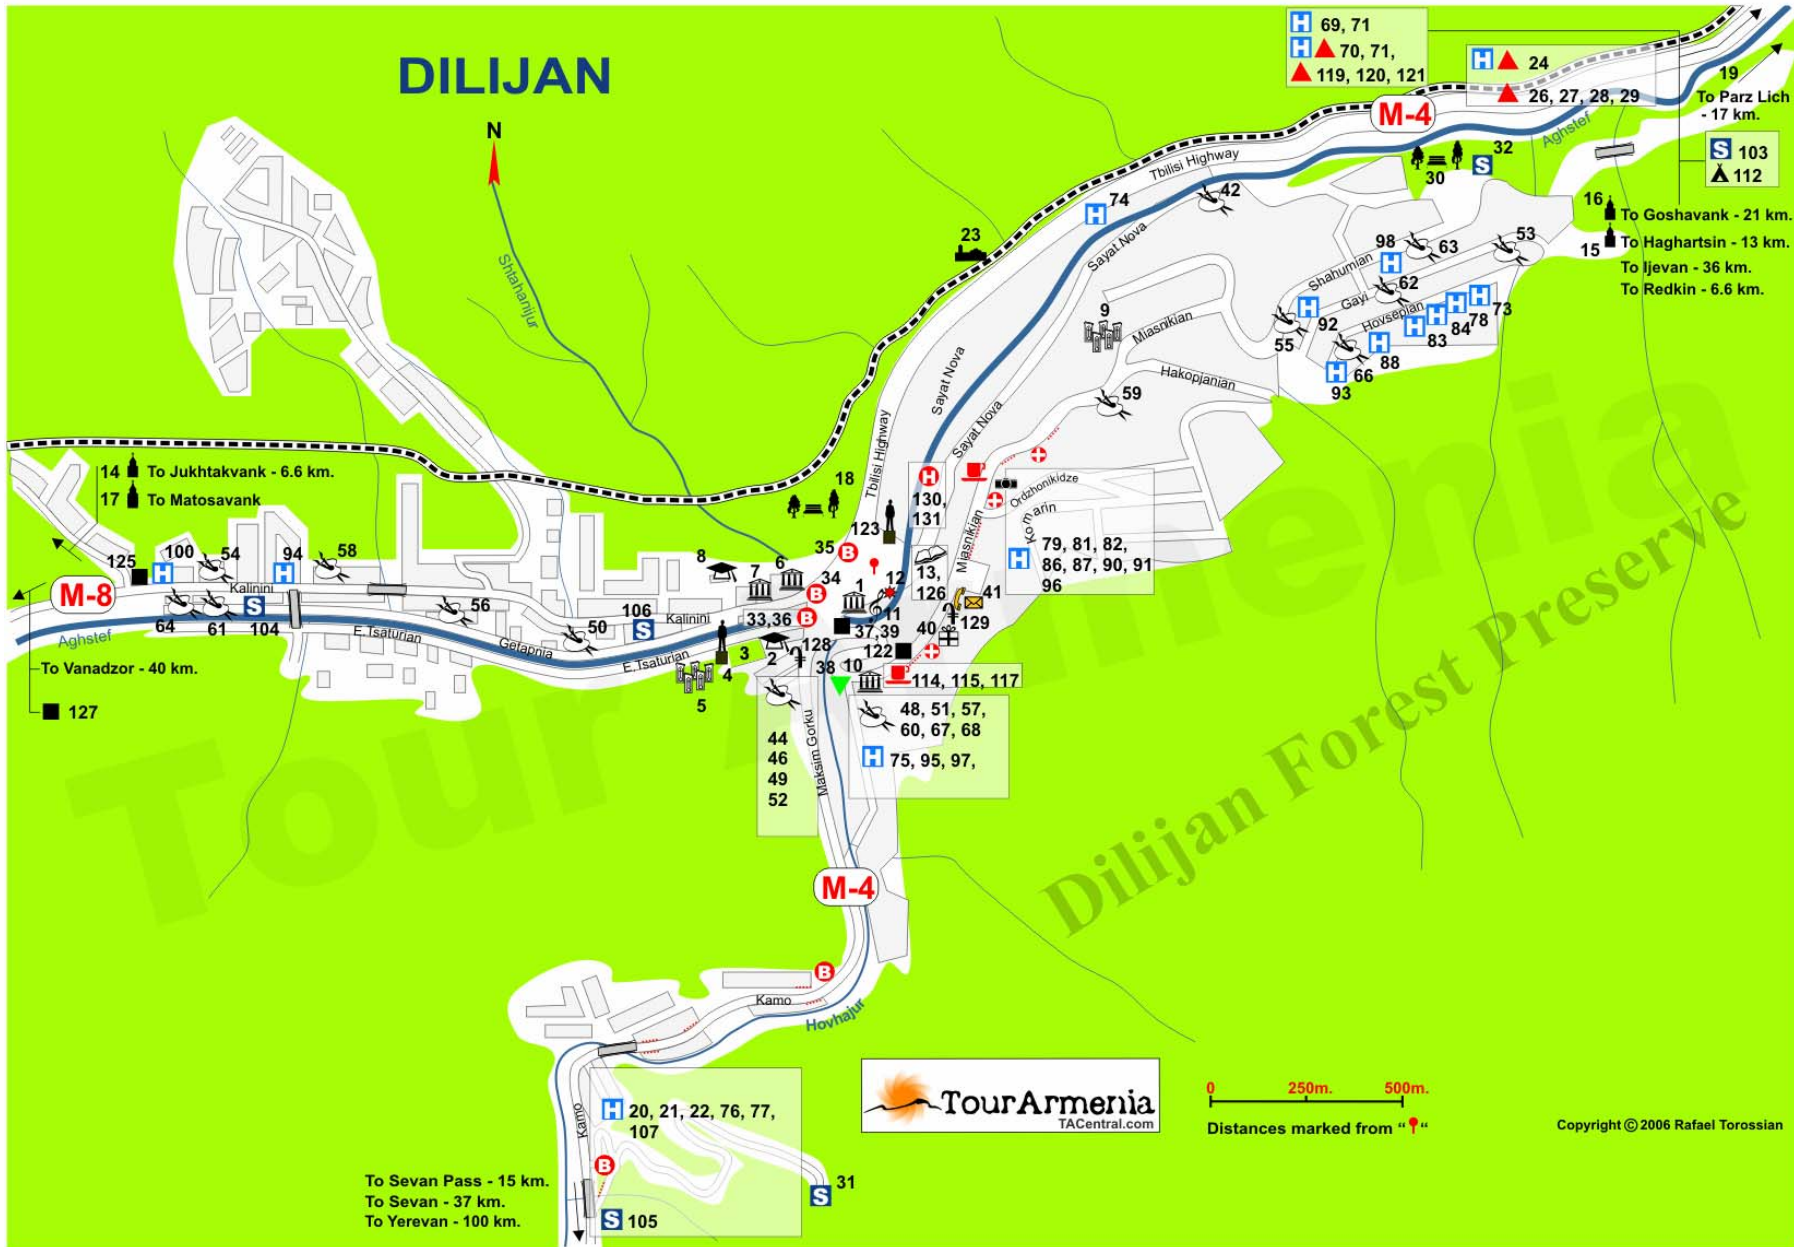 DILIJAN
N
H 69, 71
H 70, 71,
119, 120, 121
H 24
26, 27, 28, 29
19
To Parz Lich
- 17 km.
M-4
Aghstef
Tbilisi Highway
32
S
30
S 103
112
74
H
42
Sayat Nova
16
To Goshavank - 21 km.
15
To Haghartsin - 13 km.
To Ijevan - 36 km.
To Redkin - 6.6 km.
23
Shtahanijur
98
63
53
Shahumian
H
62
Gayi
Hovsepian
H
92
55
H H H H
73
78
84
83
H
88
66
H
93
9
Miasnikian
Hakopjanian
59
Sayat Nova
Sayat Nova
Tbilisi Highway
14 To Jukhtakvank - 6.6 km.
17 To Matosavank
18
H
130,
131
Ordzhonikidze
Komarin
Miasnikian
H 79, 81, 82,
86, 87, 90, 91
96
123
35 B
125
100
H
54
94
H
58
8
7
6
34
B
1
12
13,
126
41
M-8
Kalinini
64
61
S
104
56
50
106
S
Kalinini
33,36 B
11
37,39
40
129
Aghstef
E.Tsaturian
Getapnia
E.Tsaturian
3
4
5
2
128
38
10
122
114, 115, 117
To Vanadzor - 40 km.
127
44
46
49
52
Maksim Gorku
48, 51, 57,
60, 67, 68
H 75, 95, 97,
M-4
Tour Armenia
Dilijan Forest Preserve
B
Kamo
Hovhajur
Kamo
H 20, 21, 22, 76, 77,
107
B
S 105
S 31
To Sevan Pass - 15 km.
To Sevan - 37 km.
To Yerevan - 100 km.
TourArmenia
TACentral.com
0 250m. 500m.
Distances marked from " "
Copyright © 2006 Rafael Torossian